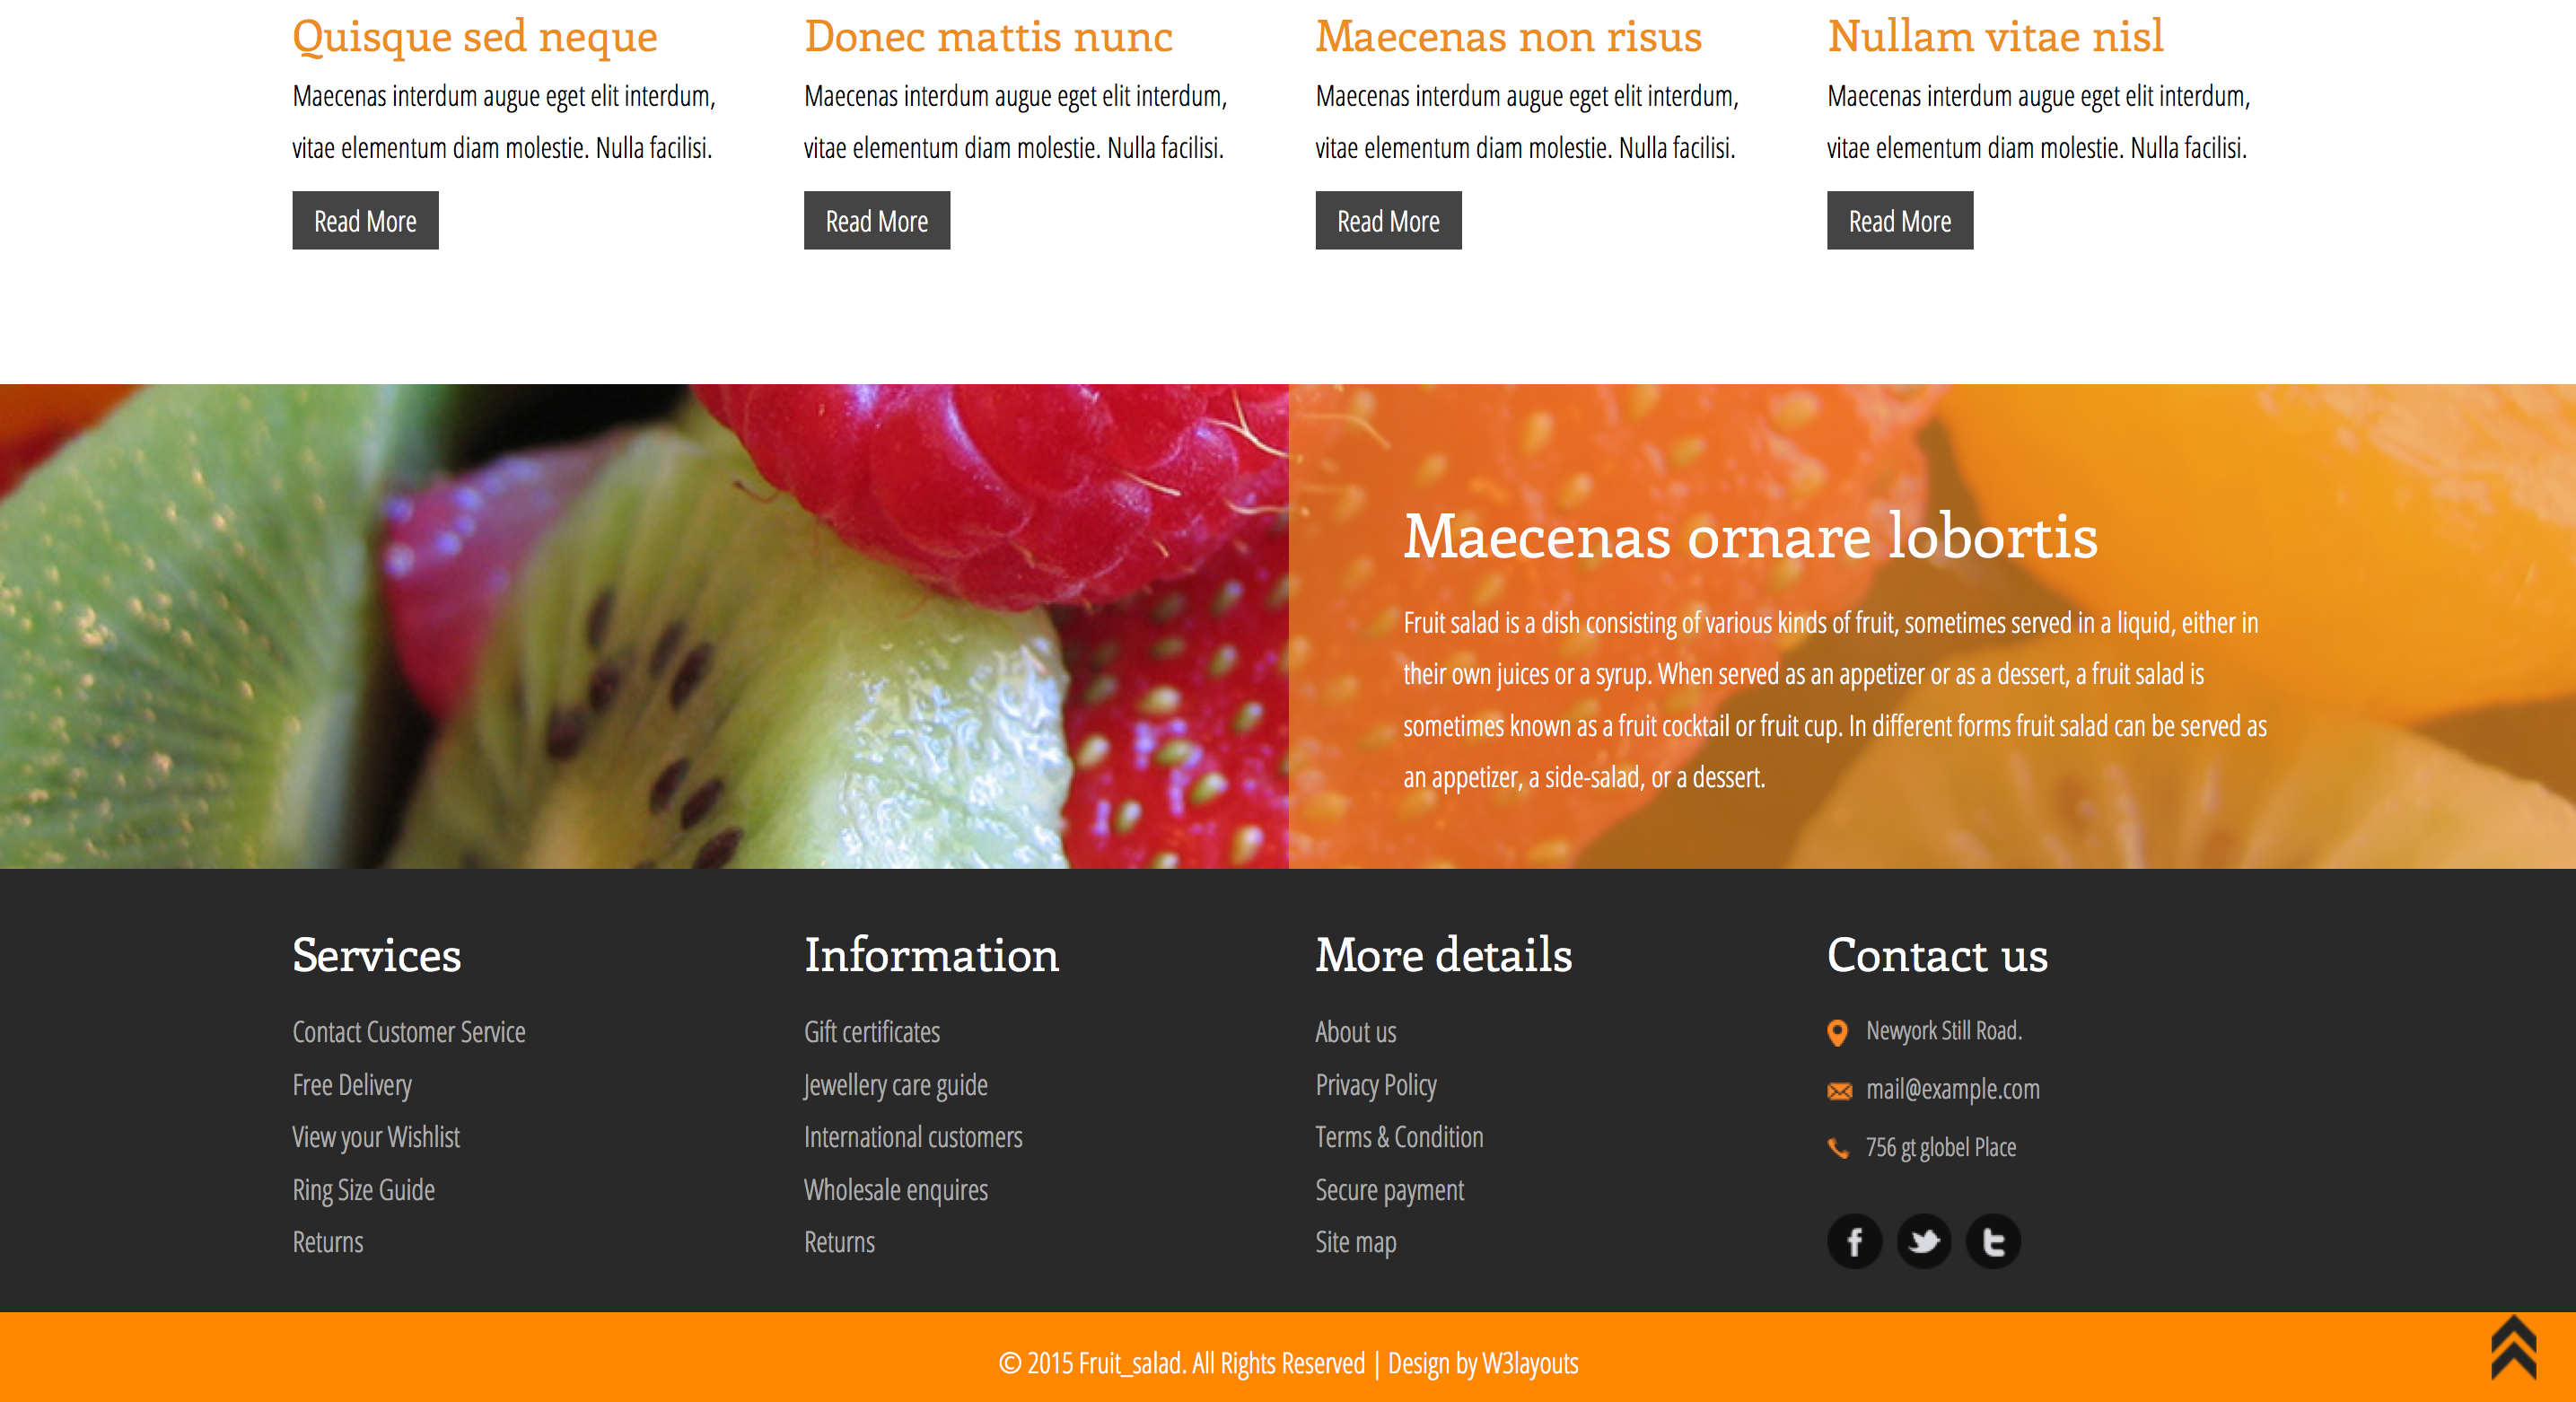 Quisque sed neque
Maecenas interdum augue eget elit interdum,
vitae elementum diam molestie. Nulla facilisi.
Read More
Donec mattis nunc
Maecenas interdum augue eget elit interdum,
vitae elementum diam molestie. Nulla facilisi.
Read More
Maecenas non risus
Maecenas interdum augue eget elit interdum,
vitae elementum diam molestie. Nulla facilisi.
Read More
Nullam vitae nisl
Maecenas interdum augue eget elit interdum,
vitae elementum diam molestie. Nulla facilisi.
Read More
Maecenas ornare lobortis
Fruit salad is a dish consisting of various kinds of fruit, sometimes served in a liquid, either in
their own juices or a syrup. When served as an appetizer or as a dessert, a fruit salad is
sometimes known as a fruit cocktail or fruit cup. In different forms fruit salad can be served as
an appetizer, a side-salad, or a dessert.
Services
Contact Customer Service
Free Delivery
View your Wishlist
Ring Size Guide
Returns
Information
Gift certificates
Jewellery care guide
International customers
Wholesale enquires
Returns
More details
About us
Privacy Policy
Terms & Condition
Secure payment
Site map
Contact us
Newyork Still Road.
mail@example.com
756 gt globel Place
© 2015 Fruit_salad. All Rights Reserved | Design by W3layouts